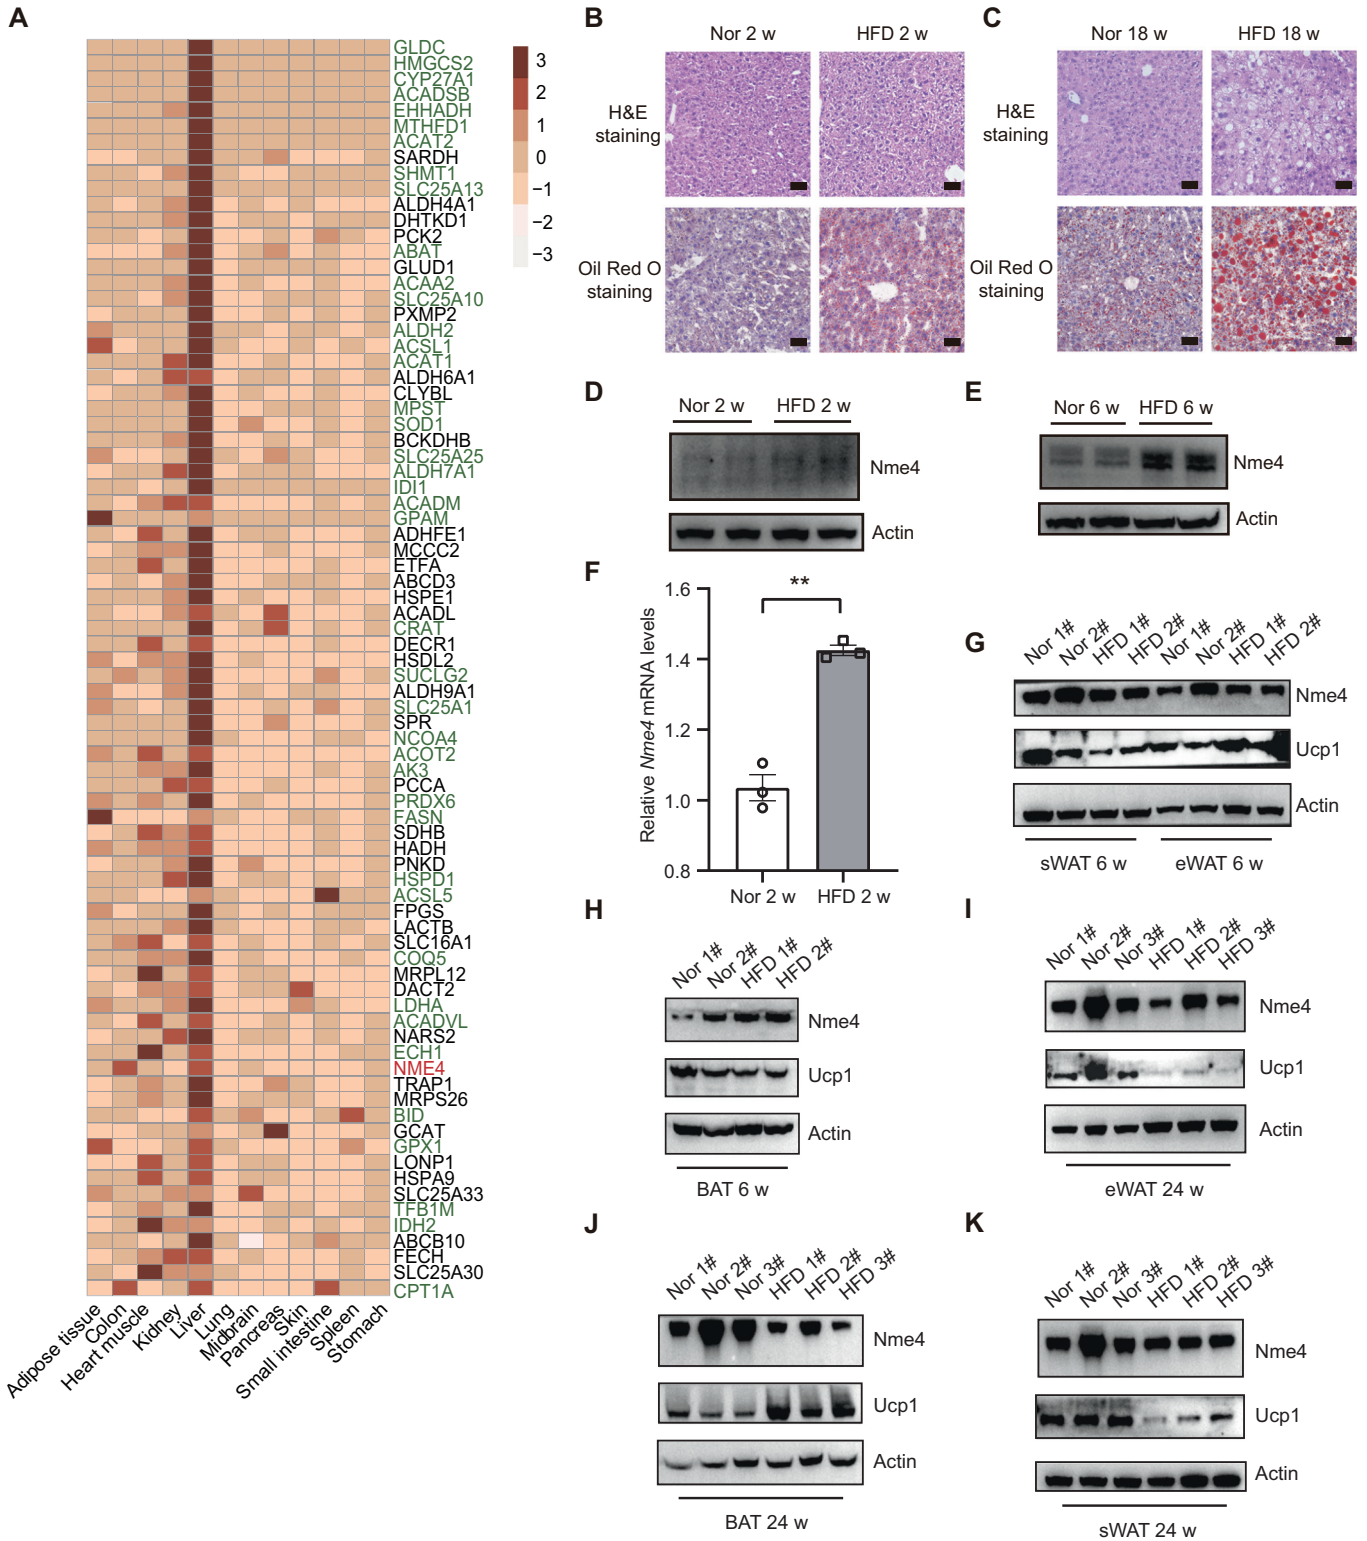 A
GLDC
HMGCS2
CYP27A1
ACADSB
EHHADH
MTHFD1
ACAT2
SARDH
SHMT1
SLC25A13
ALDH4A1
DHTKD1
PCK2
ABAT
GLUD1
ACAA2
SLC25A10
PXMP2
ALDH2
ACSL1
ACAT1
ALDH6A1
CLYBL
MPST
SOD1
BCKDHB
SLC25A25
ALDH7A1
IDI1
ACADM
GPAM
ADHFE1
MCCC2
ETFA
ABCD3
HSPE1
ACADL
CRAT
DECR1
HSDL2
SUCLG2
ALDH9A1
SLC25A1
SPR
NCOA4
ACOT2
AK3
PCCA
PRDX6
FASN
SDHB
HADH
PNKD
HSPD1
ACSL5
FPGS
LACTB
SLC16A1
COQ5
MRPL12
DACT2
LDHA
ACADVL
NARS2
ECH1
NME4
TRAP1
MRPS26
BID
GCAT
GPX1
LONP1
HSPA9
SLC25A33
TFB1M
IDH2
ABCB10
FECH
SLC25A30
CPT1A
Adipose tissue
Colon
Heart muscle
Kidney
Liver
Lung
Midbrain
Pancreas
Skin
Small intestine
Spleen
Stomach
3
2
1
0
−1
−2
−3
B
Nor 2 w
HFD 2 w
H&E
staining
Oil Red O
staining
C
Nor 18 w
HFD 18 w
H&E
staining
Oil Red O
staining
D
Nor 2 w
HFD 2 w
Nme4
Actin
E
Nor 6 w
HFD 6 w
Nme4
Actin
F
Relative Nme4 mRNA levels
1.6
1.4
1.2
1.0
0.8
**
Nor 2 w
HFD 2 w
G
Nor 1#
Nor 2#
HFD 1#
HFD 2#
Nor 1#
Nor 2#
HFD 1#
HFD 2#
Nme4
Ucp1
Actin
sWAT 6 w
eWAT 6 w
H
Nor 1#
Nor 2#
HFD 1#
HFD 2#
Nme4
Ucp1
Actin
BAT 6 w
I
Nor 1#
Nor 2#
Nor 3#
HFD 1#
HFD 2#
HFD 3#
Nme4
Ucp1
Actin
eWAT 24 w
J
Nor 1#
Nor 2#
Nor 3#
HFD 1#
HFD 2#
HFD 3#
Nme4
Ucp1
Actin
BAT 24 w
K
Nor 1#
Nor 2#
Nor 3#
HFD 1#
HFD 2#
HFD 3#
Nme4
Ucp1
Actin
sWAT 24 w